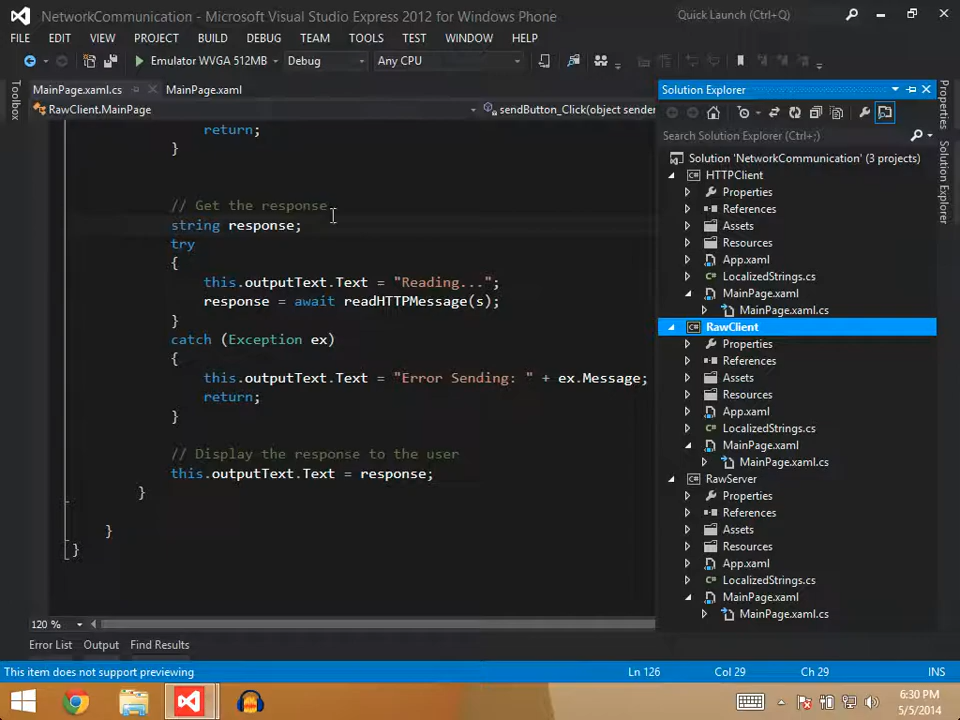 NetworkCommunication - Microsoft Visual Studio Express 2012 for Windows Phone
Quick Launch (Ctrl+Q)
FILE EDIT VIEW PROJECT BUILD DEBUG TEAM TOOLS TEST WINDOW HELP
Emulator WVGA 512MB Debug Any CPU
MainPage.xaml.cs MainPage.xaml
RawClient.MainPage sendButton_Click(object sender
Toolbox
return;
}
// Get the response
string response;
try
{
this.outputText.Text = "Reading...";
response = await readHTTPMessage(s);
}
catch (Exception ex)
{
this.outputText.Text = "Error Sending: " + ex.Message;
return;
}
// Display the response to the user
this.outputText.Text = response;
}
}
}
120 %
Solution Explorer
Search Solution Explorer (Ctrl+;)
Solution 'NetworkCommunication' (3 projects)
HTTPClient
Properties
References
Assets
Resources
App.xaml
LocalizedStrings.cs
MainPage.xaml
MainPage.xaml.cs
RawClient
Properties
References
Assets
Resources
App.xaml
LocalizedStrings.cs
MainPage.xaml
MainPage.xaml.cs
RawServer
Properties
References
Assets
Resources
App.xaml
LocalizedStrings.cs
MainPage.xaml
MainPage.xaml.cs
Properties
Solution Explorer
Error List Output Find Results
This item does not support previewing Ln 126 Col 29 Ch 29 INS
6:30 PM
5/5/2014